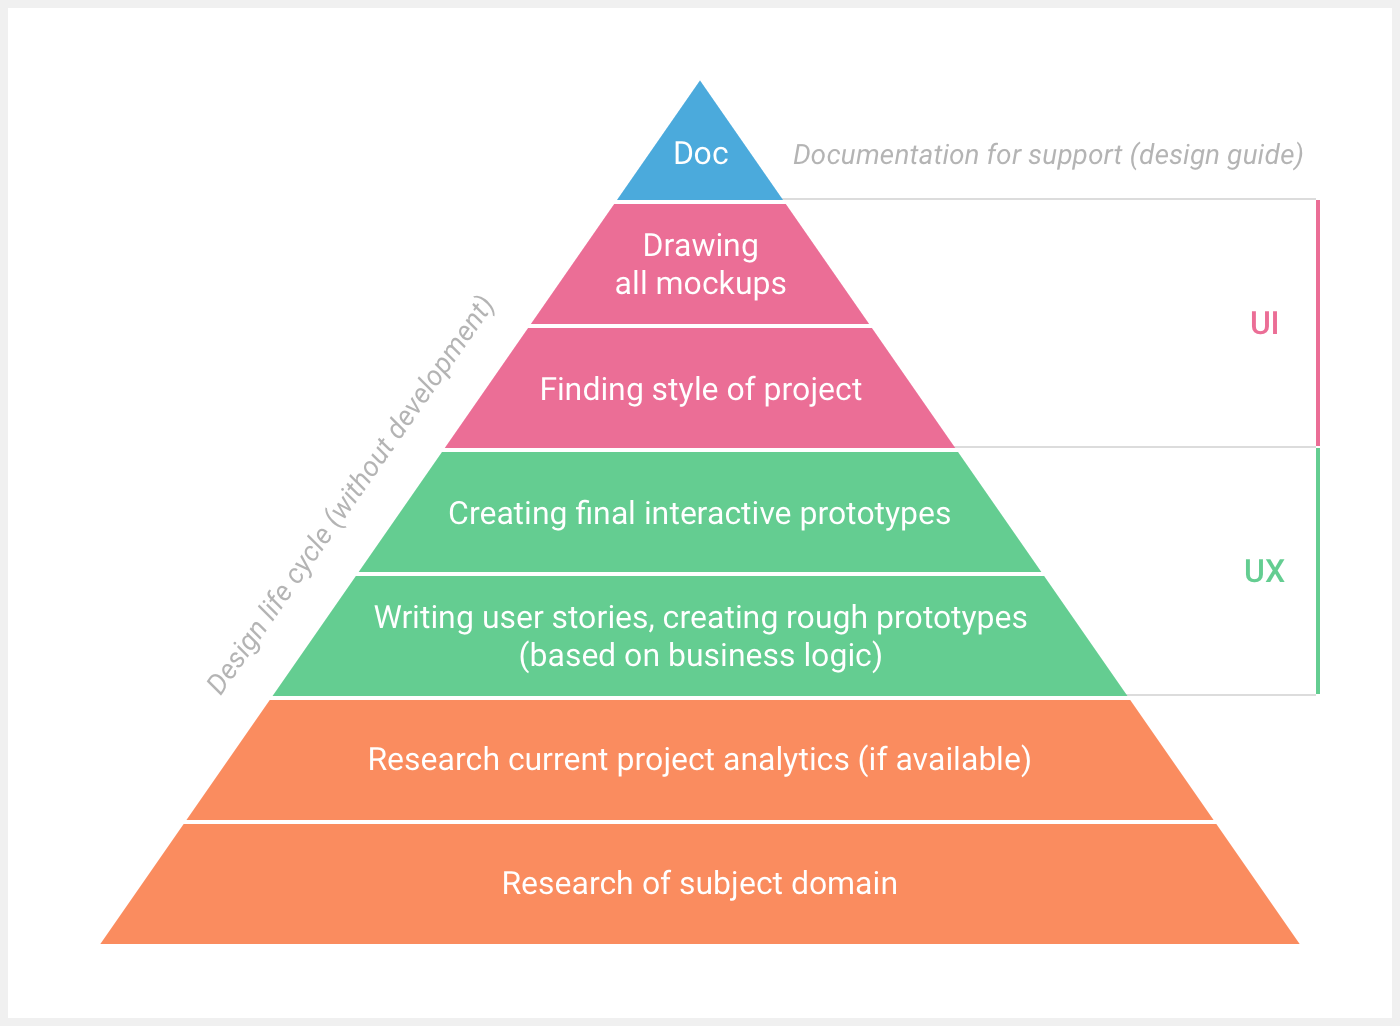 Doc
Documentation for support (design guide)
Drawing
all mockups
UI
Finding style of project
Design life cycle (without development)
Creating final interactive prototypes
UX
Writing user stories, creating rough prototypes
(based on business logic)
Research current project analytics (if available)
Research of subject domain